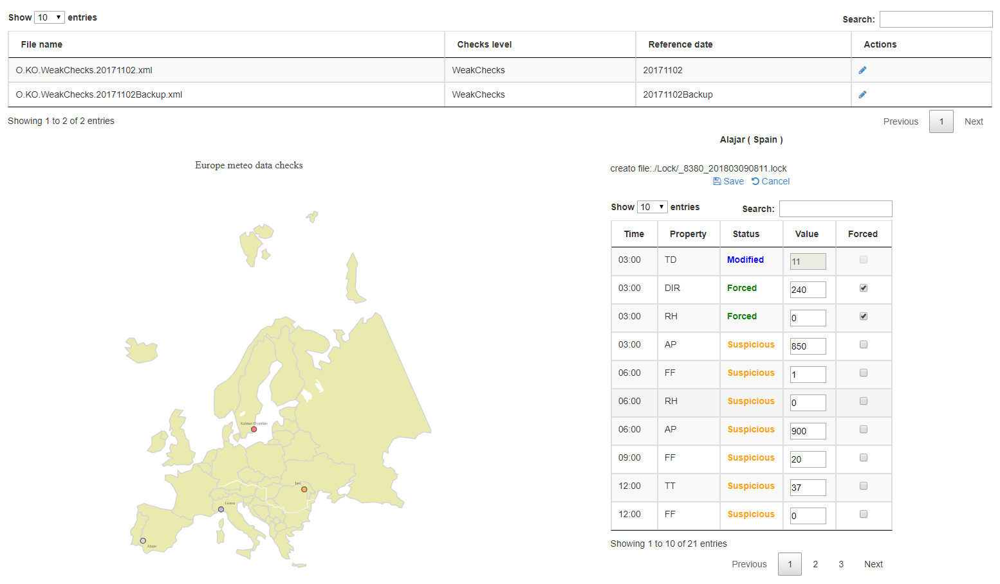 Show 10 entries Search:
File name Checks level Reference date Actions
O.KO.WeakChecks.20171102.xml WeakChecks 20171102
O.KO.WeakChecks.20171102Backup.xml WeakChecks 20171102Backup
Showing 1 to 2 of 2 entries Previous 1 Next
Europe meteo data checks
Kalmar Flygplats
Iasi
Genoa
Alajar
Alajar ( Spain )
creato file:./Lock/_8380_201803090811.lock
Save Cancel
Show 10 entries Search:
Time Property Status Value Forced
03:00 TD Modified 11
03:00 DIR Forced 240
03:00 RH Forced 0
03:00 AP Suspicious 850
06:00 FF Suspicious 1
06:00 RH Suspicious 0
06:00 AP Suspicious 900
09:00 FF Suspicious 20
12:00 TT Suspicious 37
12:00 FF Suspicious 0
Showing 1 to 10 of 21 entries
Previous 1 2 3 Next